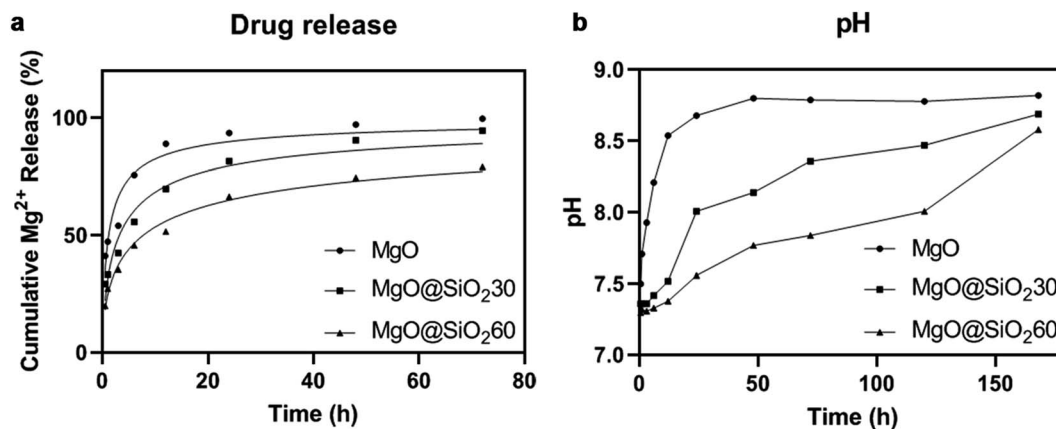 a
Drug release
Cumulative Mg²⁺ Release (%)
100
50
0
0
20
40
60
80
Time (h)
MgO
MgO@SiO₂30
MgO@SiO₂60
b
pH
pH
9.0
8.5
8.0
7.5
7.0
0
50
100
150
Time (h)
MgO
MgO@SiO₂30
MgO@SiO₂60